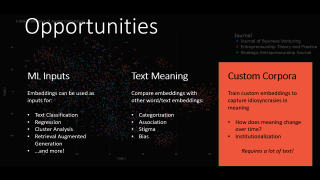 Opportunities
Journal
Journal of Business Venturing
Entrepreneurship Theory and Practice
Strategic Entrepreneurship Journal
ML Inputs
Embeddings can be used as
inputs for:
• Text Classification
• Regression
• Cluster Analysis
• Retrieval Augmented
Generation
• ...and more!
Text Meaning
Compare embeddings with
other word/text embeddings:
• Categorization
• Association
• Stigma
• Bias
Custom Corpora
Train custom embeddings to
capture idiosyncrasies in
meaning
• How does meaning change
over time?
• Institutionalization
Requires a lot of text!